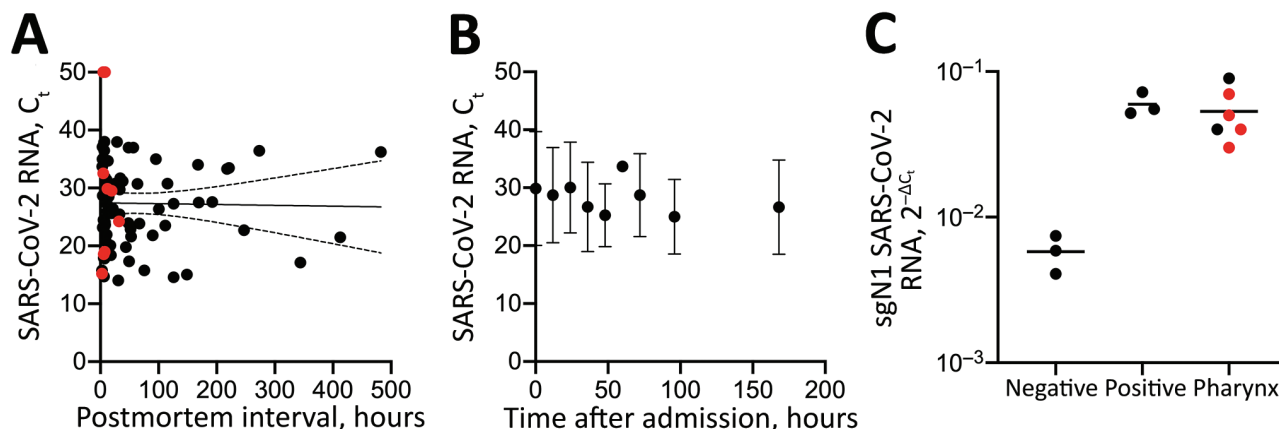 A
SARS-CoV-2 RNA, Ct
50
40
30
20
10
0
0 100 200 300 400 500
Postmortem interval, hours
B
SARS-CoV-2 RNA, Ct
50
40
30
20
10
0
0 50 100 150 200
Time after admission, hours
C
sgN1 SARS-CoV-2
RNA, 2−ΔCt
10−1
10−2
10−3
Negative Positive Pharynx